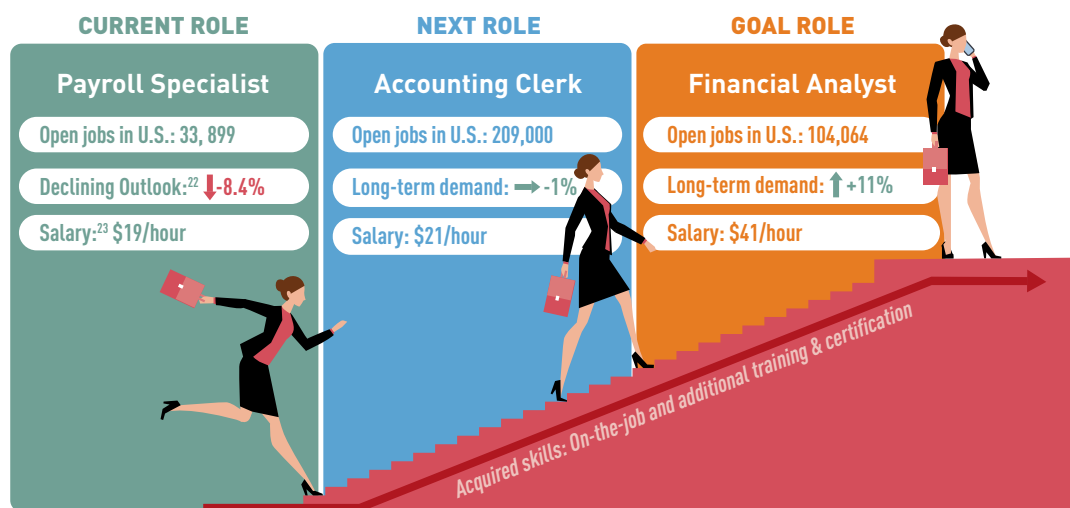 CURRENT ROLE
Payroll Specialist
Open jobs in U.S.: 33, 899
Declining Outlook:22 -8.4%
Salary:23 $19/hour
NEXT ROLE
Accounting Clerk
Open jobs in U.S.: 209,000
Long-term demand: -1%
Salary: $21/hour
GOAL ROLE
Financial Analyst
Open jobs in U.S.: 104,064
Long-term demand: +11%
Salary: $41/hour
Acquired skills: On-the-job and additional training & certification